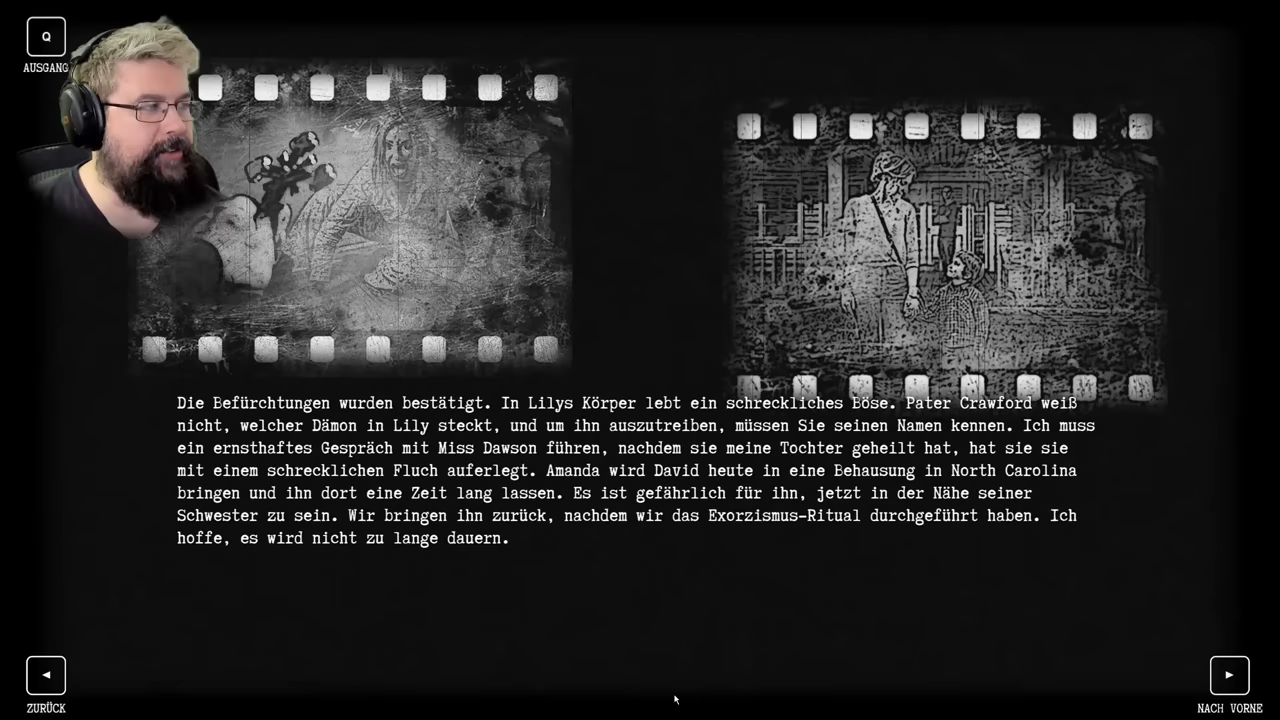 Q
AUSGANG
Die Befürchtungen wurden bestätigt. In Lilys Körper lebt ein schreckliches Böse. Pater Crawford weiß
nicht, welcher Dämon in Lily steckt, und um ihn auszutreiben, müssen Sie seinen Namen kennen. Ich muss
ein ernsthaftes Gespräch mit Miss Dawson führen, nachdem sie meine Tochter geheilt hat, hat sie sie
mit einem schrecklichen Fluch auferlegt. Amanda wird David heute in eine Behausung in North Carolina
bringen und ihn dort eine Zeit lang lassen. Es ist gefährlich für ihn, jetzt in der Nähe seiner
Schwester zu sein. Wir bringen ihn zurück, nachdem wir das Exorzismus-Ritual durchgeführt haben. Ich
hoffe, es wird nicht zu lange dauern.
ZURÜCK
NACH VORNE